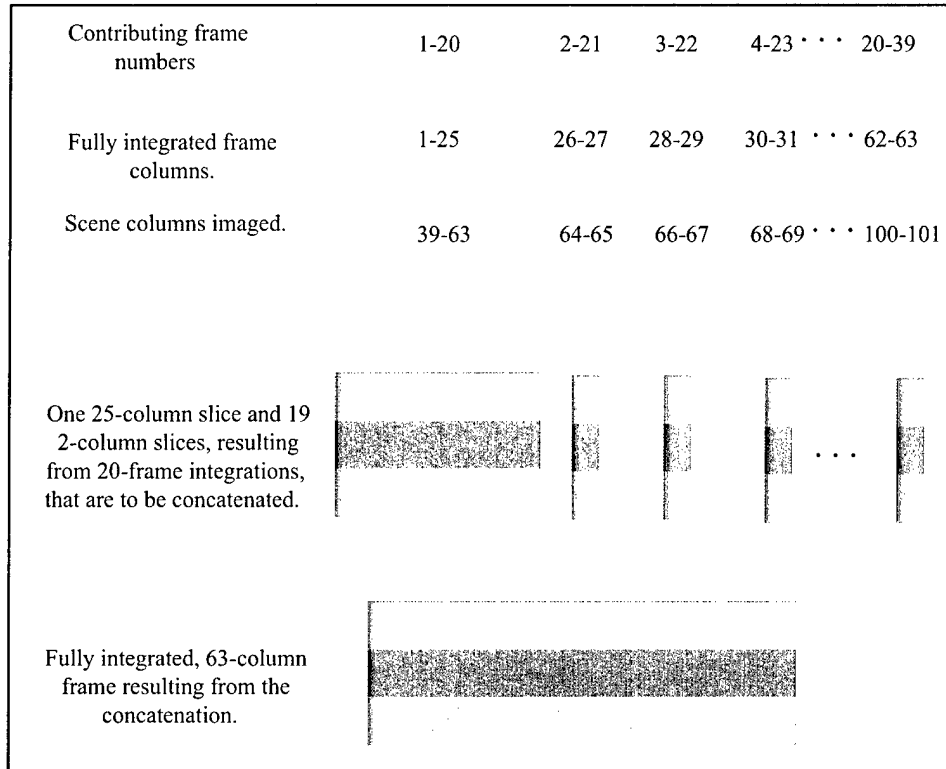 Contributing frame
numbers
1-20 2-21 3-22 4-23 · · · 20-39
Fully integrated frame
columns.
1-25 26-27 28-29 30-31 · · · 62-63
Scene columns imaged.
39-63 64-65 66-67 68-69 · · · 100-101
One 25-column slice and 19
2-column slices, resulting
from 20-frame integrations,
that are to be concatenated.
· · ·
Fully integrated, 63-column
frame resulting from the
concatenation.